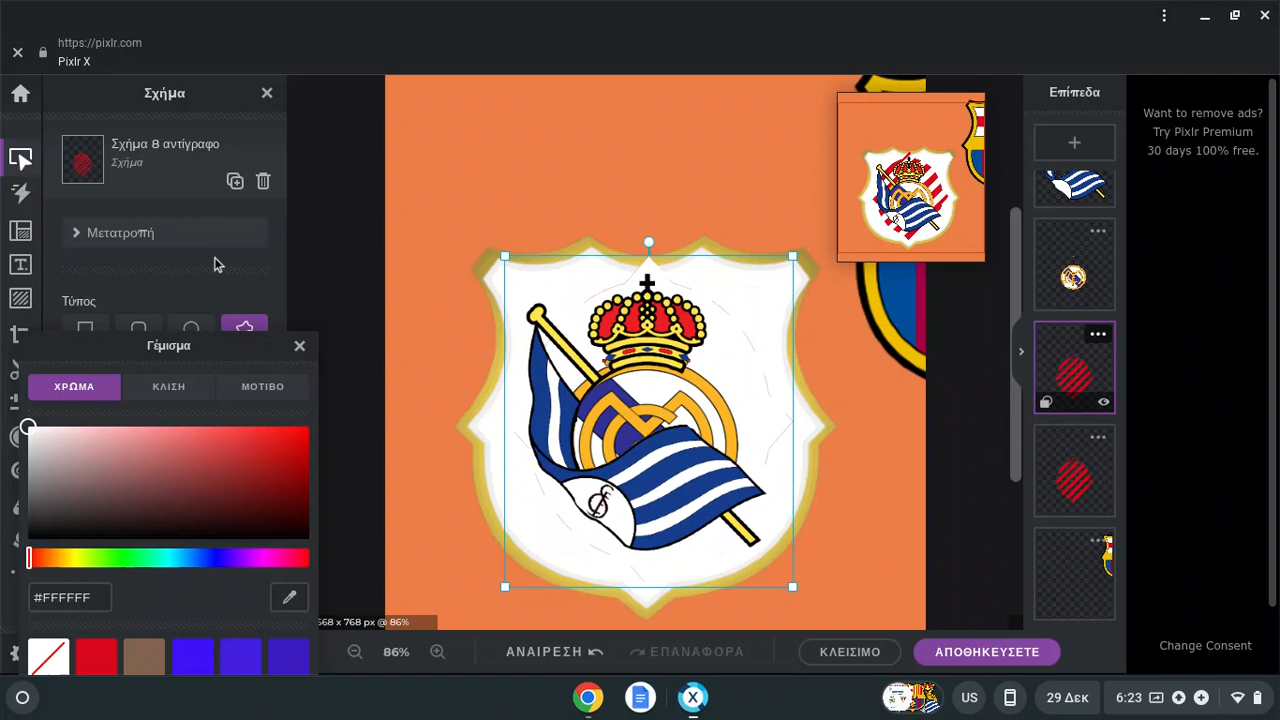 https://pixlr.com
Pixlr X
Σχήμα
Σχήμα 8 αντίγραφο
Σχήμα
Μετατροπή
Τύπος
Γέμισμα
ΧΡΩΜΑ
ΚΛΙΣΗ
ΜΟΤΙΒΟ
#FFFFFF
568 x 768 px @ 86%
86%
ΑΝΑΙΡΕΣΗ
ΕΠΑΝΑΦΟΡΑ
ΚΛΕΙΣΙΜΟ
ΑΠΟΘΗΚΕΥΣΕΤΕ
Επίπεδα
Want to remove ads?
Try Pixlr Premium
30 days 100% free.
Change Consent
US
29 Δεκ
6:23